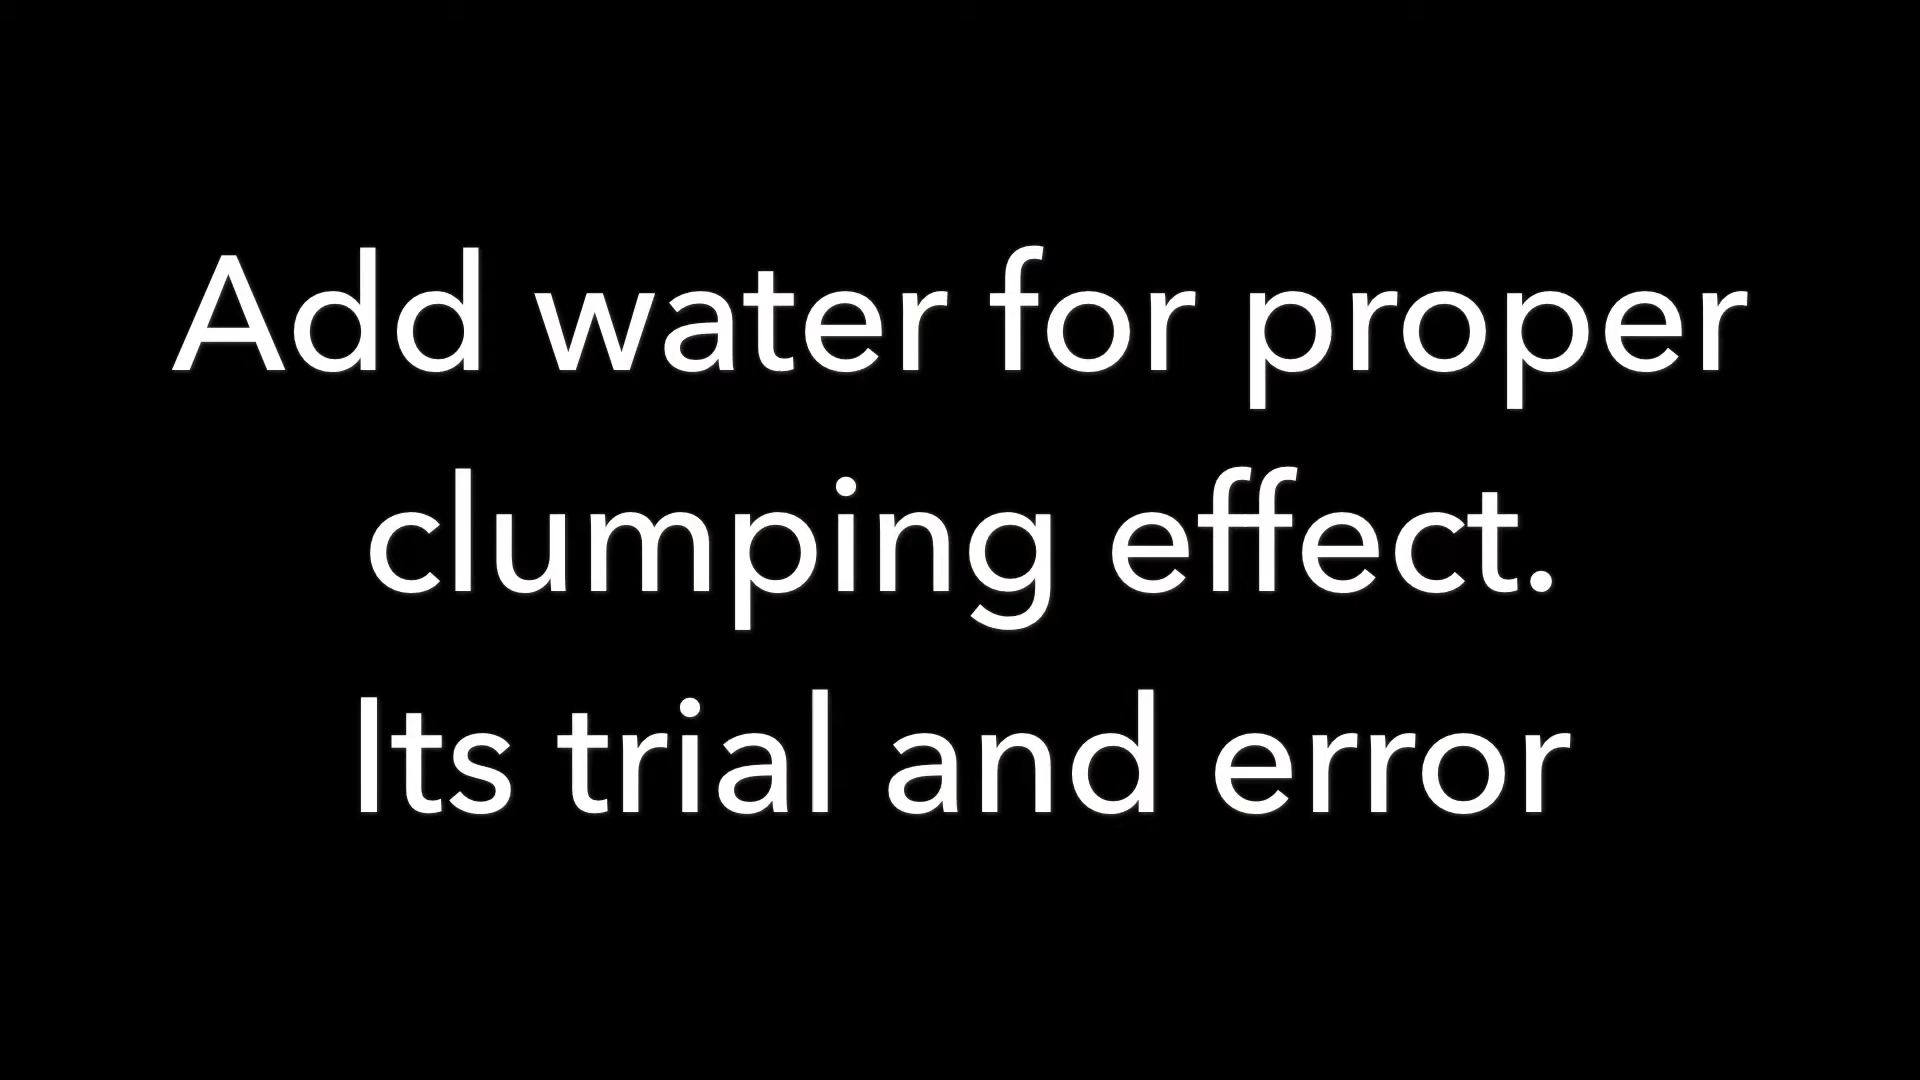 Add water for proper
clumping effect.
Its trial and error